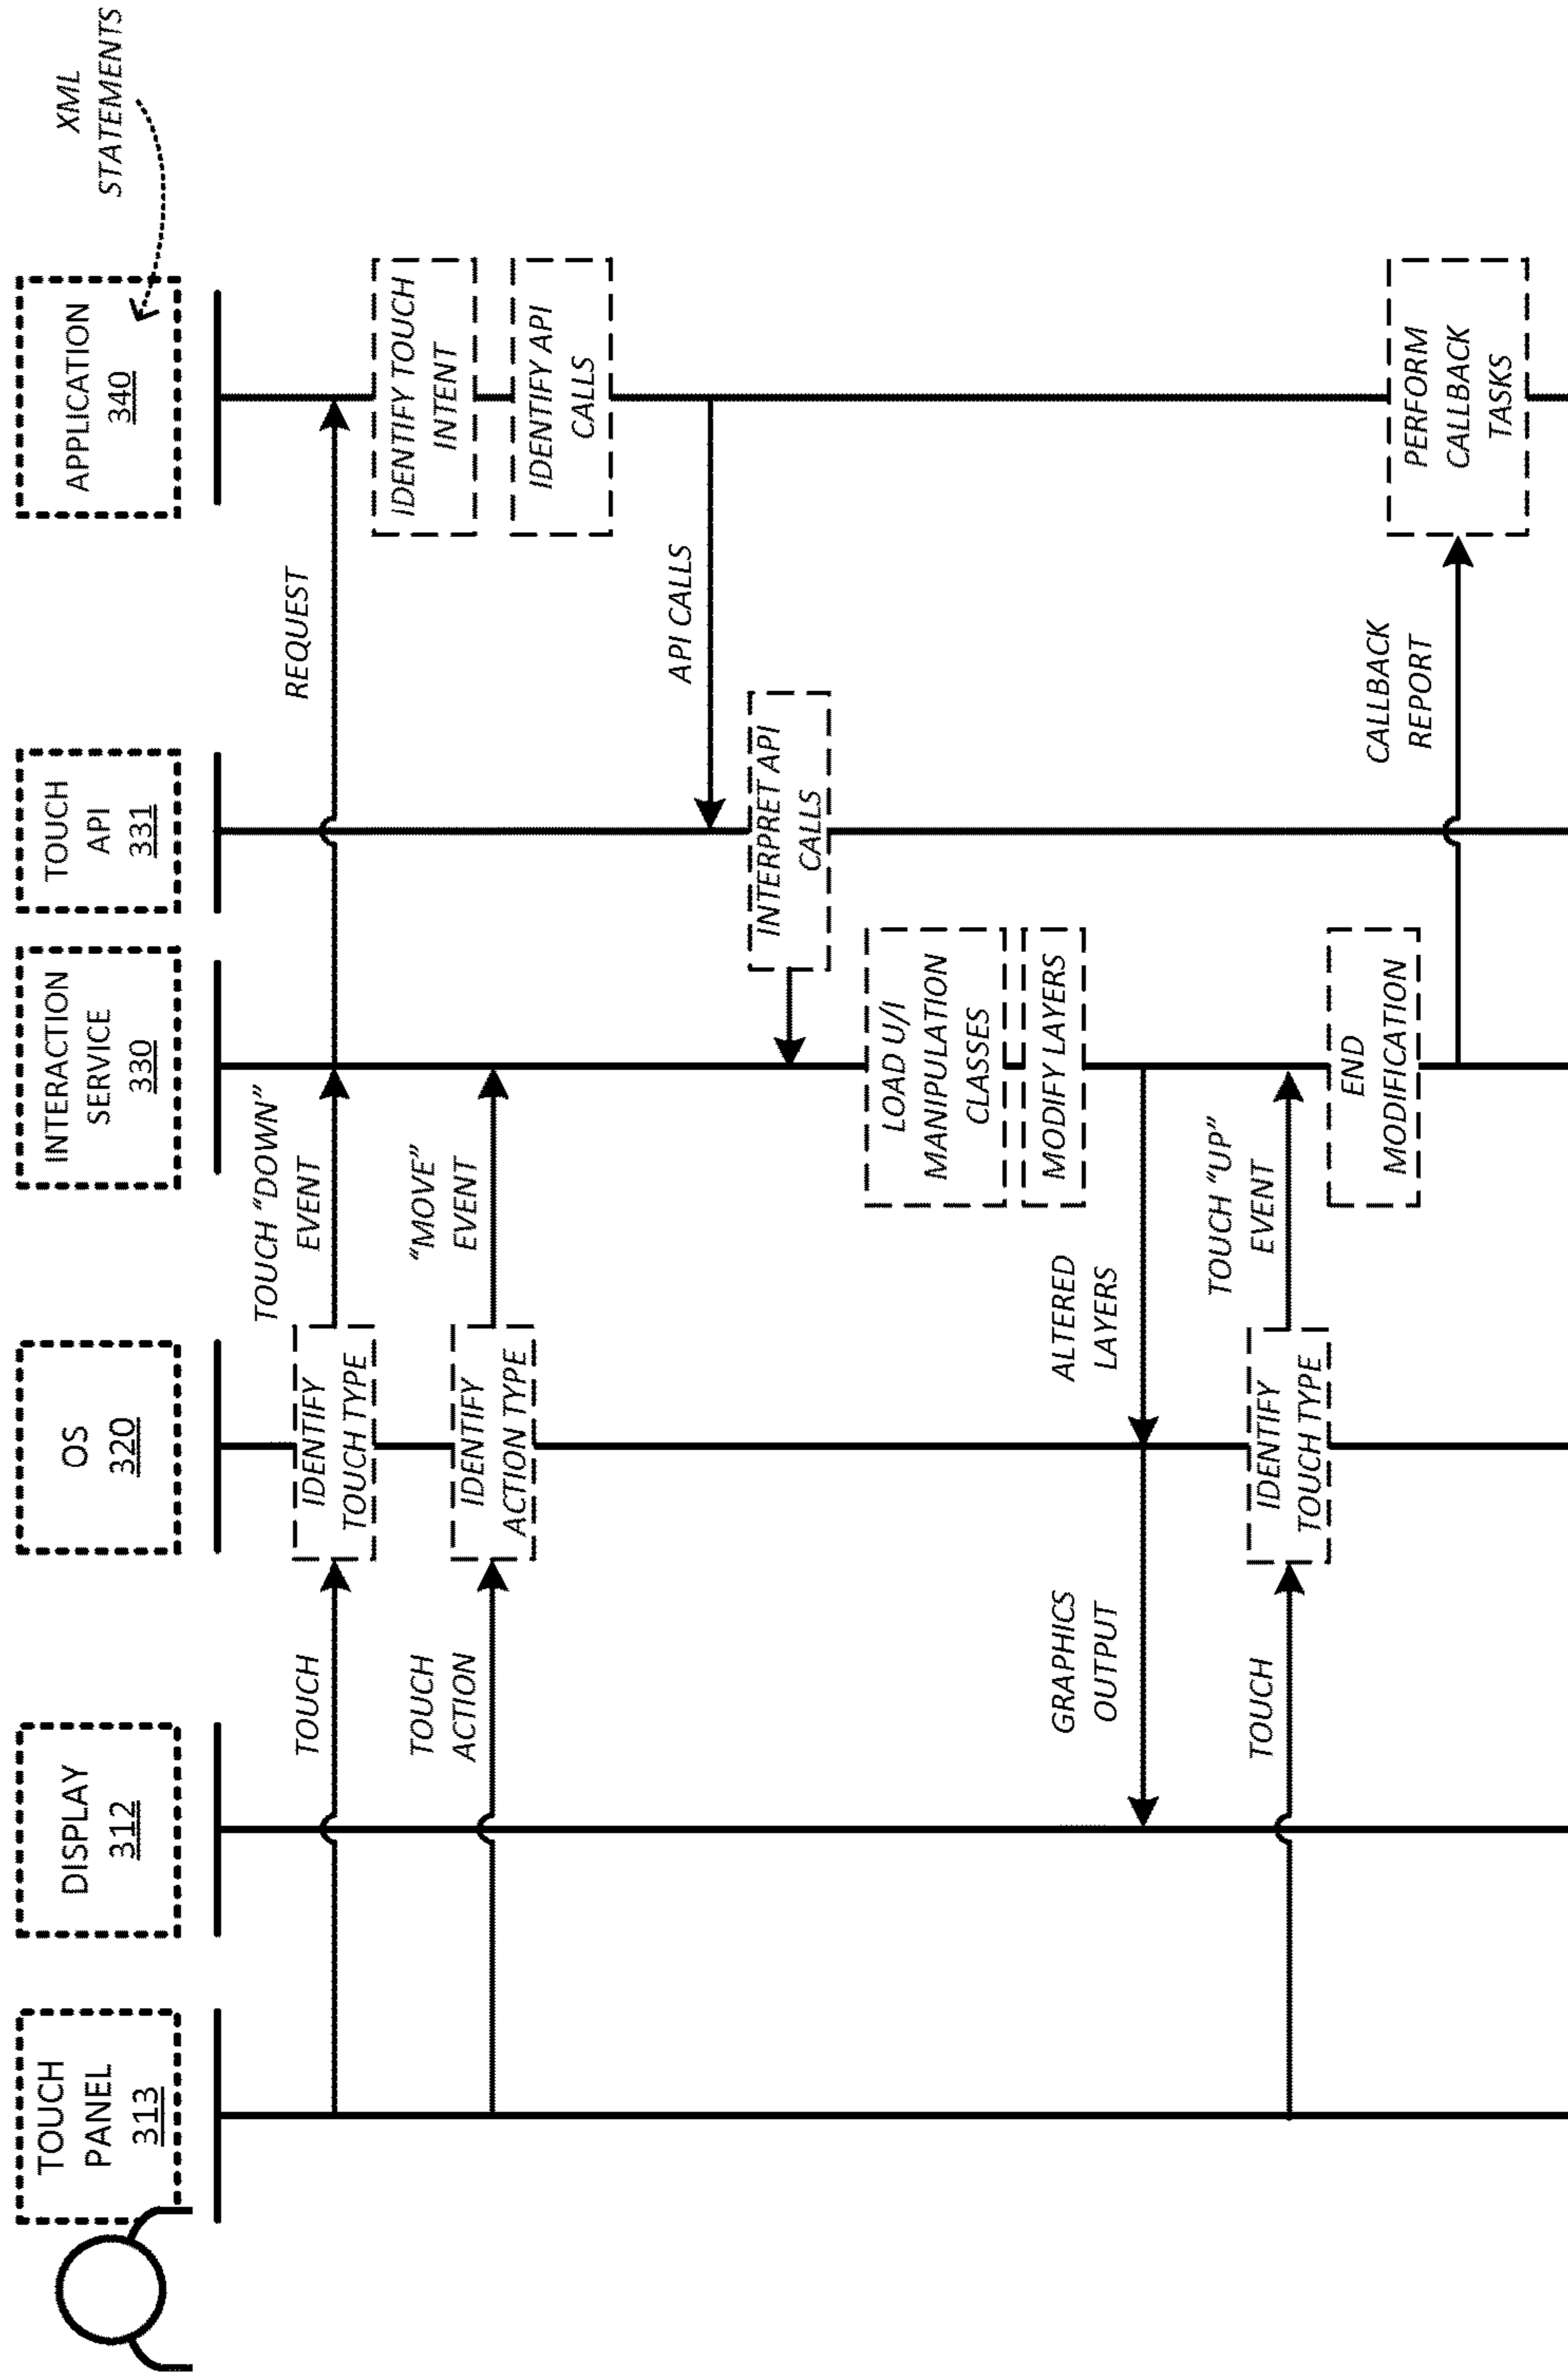 TOUCH
PANEL
313
DISPLAY
312
OS
320
INTERACTION
SERVICE
330
TOUCH
API
331
APPLICATION
340
XML
STATEMENTS
TOUCH
IDENTIFY
TOUCH TYPE
TOUCH “DOWN”
EVENT
REQUEST
IDENTIFY TOUCH
INTENT
TOUCH
ACTION
IDENTIFY
ACTION TYPE
“MOVE”
EVENT
IDENTIFY API
CALLS
API CALLS
INTERPRET API
CALLS
LOAD U/I
MANIPULATION
CLASSES
MODIFY LAYERS
ALTERED
LAYERS
GRAPHICS
OUTPUT
TOUCH
IDENTIFY
TOUCH TYPE
TOUCH “UP”
EVENT
END
MODIFICATION
CALLBACK
REPORT
PERFORM
CALLBACK
TASKS